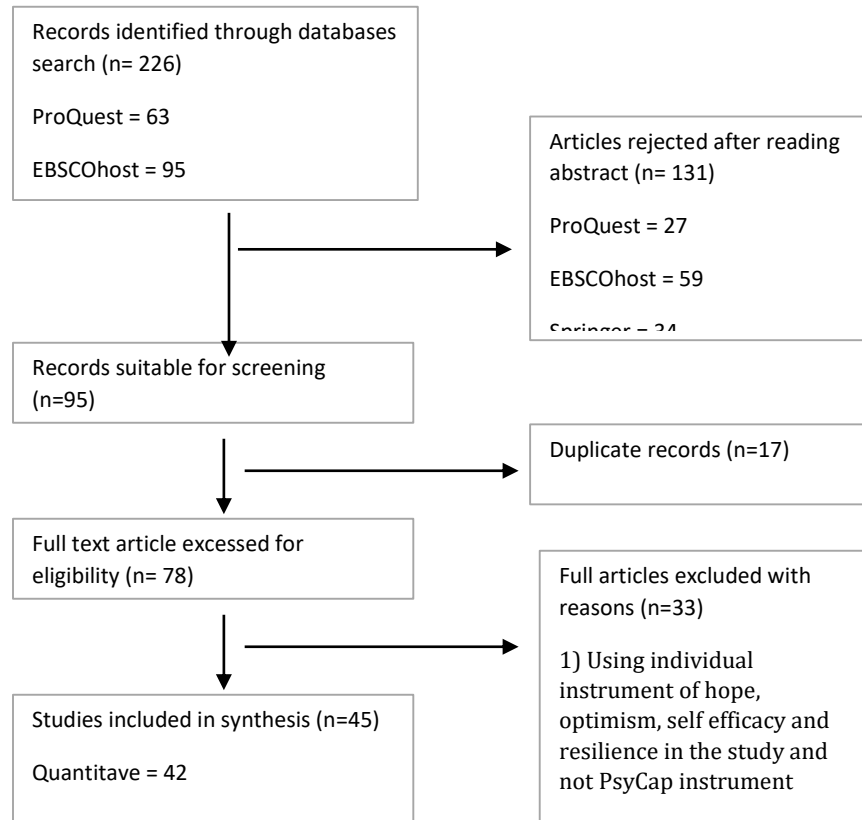 Records identified through databases
search (n= 226)
ProQuest = 63
EBSCOhost = 95
Articles rejected after reading
abstract (n= 131)
ProQuest = 27
EBSCOhost = 59
Springer = 34
Records suitable for screening
(n=95)
Duplicate records (n=17)
Full text article excessed for
eligibility (n= 78)
Full articles excluded with
reasons (n=33)
1) Using individual
instrument of hope,
optimism, self efficacy and
resilience in the study and
not PsyCap instrument
Studies included in synthesis (n=45)
Quantitave = 42